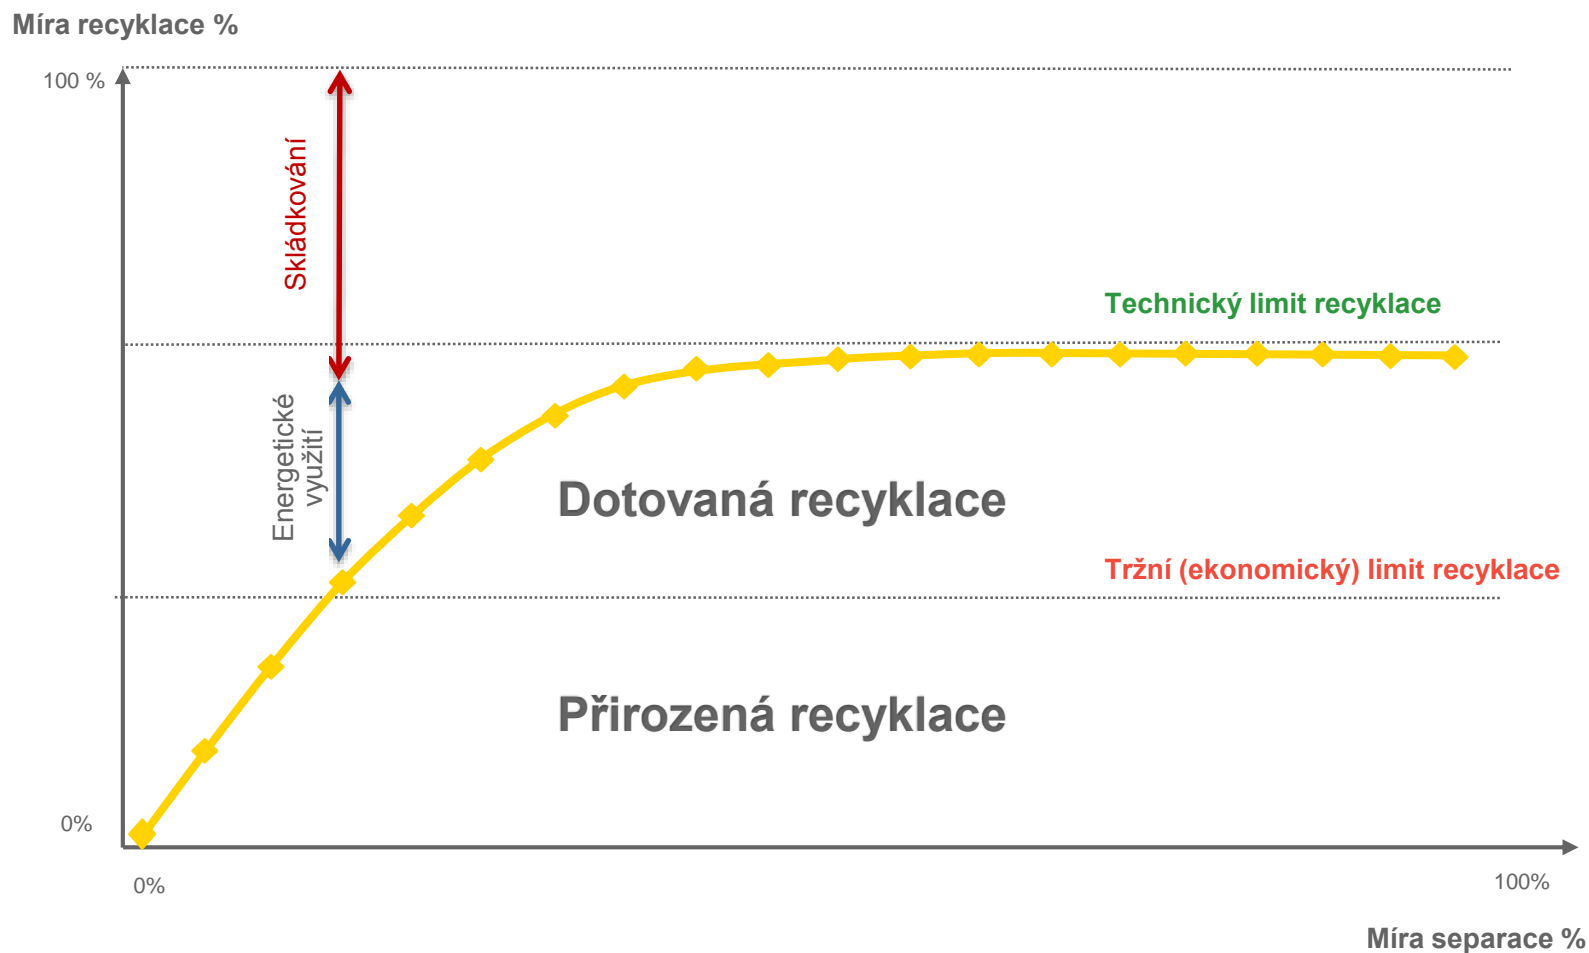 Míra recyklace %
100 %
Skládkování
Technický limit recyklace
Energetické
využití
Dotovaná recyklace
Tržní (ekonomický) limit recyklace
Přirozená recyklace
0%
0%
100%
Míra separace %